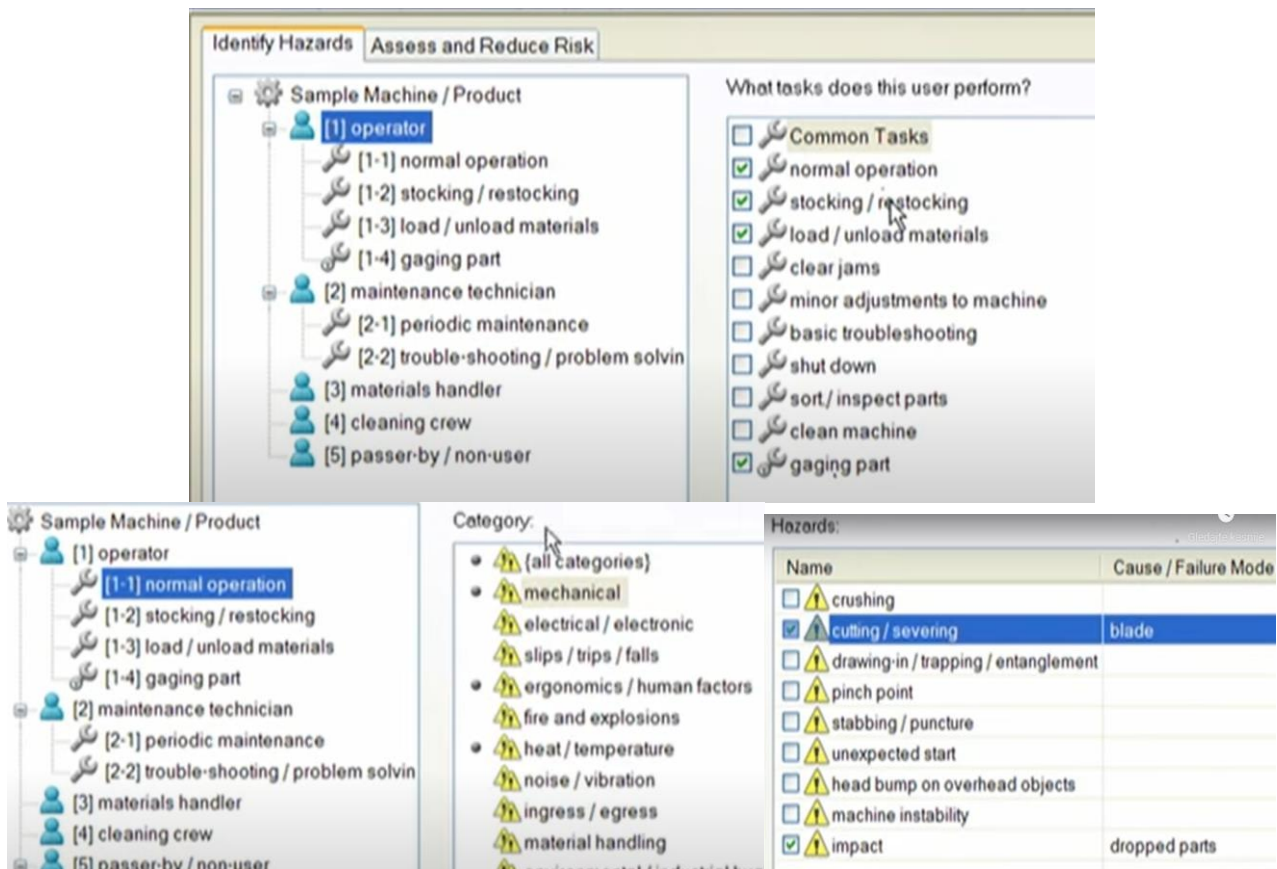 Identify Hazards
Assess and Reduce Risk
Sample Machine / Product
[1] operator
[1-1] normal operation
[1-2] stocking / restocking
[1-3] load / unload materials
[1-4] gaging part
[2] maintenance technician
[2-1] periodic maintenance
[2-2] trouble-shooting / problem solvin
[3] materials handler
[4] cleaning crew
[5] passer-by / non-user
What tasks does this user perform?
Common Tasks
normal operation
stocking / restocking
load / unload materials
clear jams
minor adjustments to machine
basic troubleshooting
shut down
sort / inspect parts
clean machine
gaging part
Sample Machine / Product
[1] operator
[1-1] normal operation
[1-2] stocking / restocking
[1-3] load / unload materials
[1-4] gaging part
[2] maintenance technician
[2-1] periodic maintenance
[2-2] trouble-shooting / problem solvin
[3] materials handler
[4] cleaning crew
[5] passer-by / non-user
Category:
{all categories}
mechanical
electrical / electronic
slips / trips / falls
ergonomics / human factors
fire and explosions
heat / temperature
noise / vibration
ingress / egress
material handling
Hazards:
Gledajte kasnije
Name
Cause / Failure Mode
crushing
cutting / severing
blade
drawing-in / trapping / entanglement
pinch point
stabbing / puncture
unexpected start
head bump on overhead objects
machine instability
impact
dropped parts